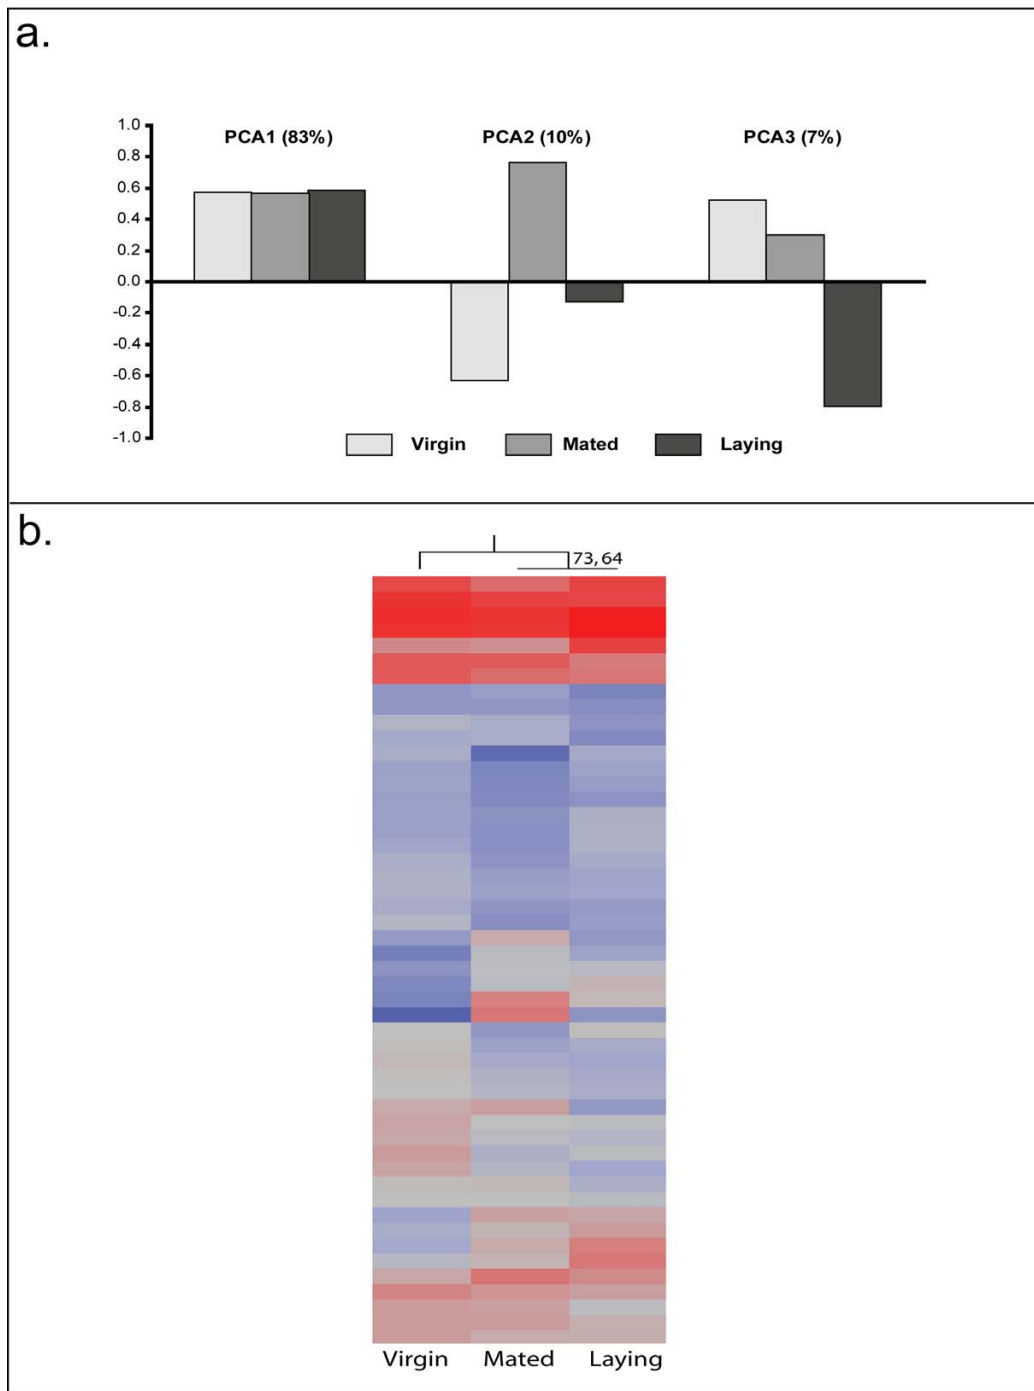 a.
PCA1 (83%) PCA2 (10%) PCA3 (7%)
1.0
0.8
0.6
0.4
0.2
0.0
-0.2
-0.4
-0.6
-0.8
-1.0
Virgin Mated Laying
b.
73,64
Virgin Mated Laying